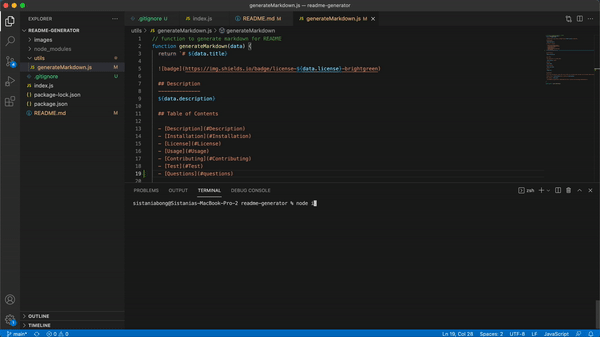 generateMarkdown.js — readme-generator
EXPLORER
README-GENERATOR
images
node_modules
utils
generateMarkdown.js M
.gitignore U
index.js
package-lock.json
package.json
README.md M
OUTLINE
TIMELINE
.gitignore U
index.js
README.md M
generateMarkdown.js M
utils > generateMarkdown.js > generateMarkdown
1 // function to generate markdown for README
2 function generateMarkdown(data) {
3 return `# ${data.title}
4
5 ![badge](https://img.shields.io/badge/license-${data.license}-brightgreen)
6
7 ## Description
8
9 ${data.description}
10
11 ## Table of Contents
12
13 - [Description](#Description)
14 - [Installation](#Installation)
15 - [License](#License)
16 - [Usage](#Usage)
17 - [Contributing](#Contributing)
18 - [Test](#Test)
19 - [Questions](#questions)
20
PROBLEMS OUTPUT TERMINAL DEBUG CONSOLE
zsh
sistaniabong@Sistanias-MacBook-Pro-2 readme-generator % node i
main* 0 0
Ln 19, Col 28 Spaces: 2 UTF-8 LF JavaScript